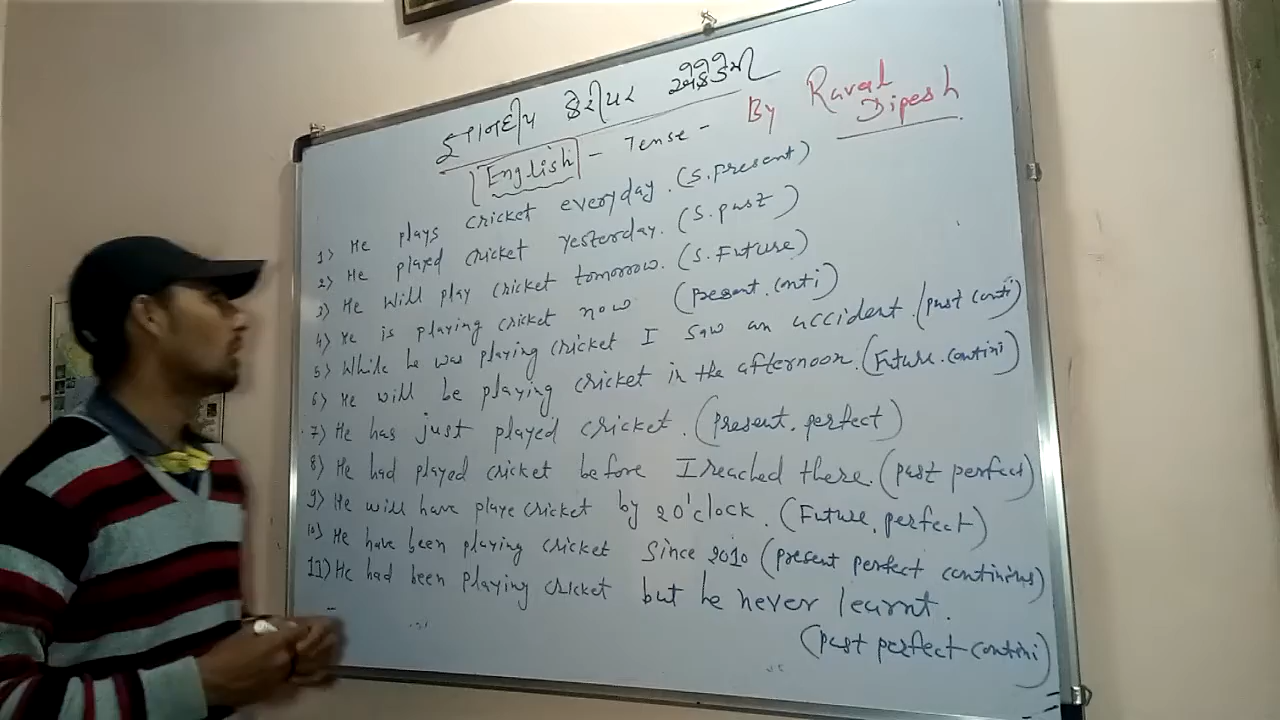 જ્ઞાનદીપ કેરીયર એકેડેમી
English - Tense -
By Raval Dipesh
1) He plays cricket everyday. (S. Present)
2) He played cricket yesterday. (S. past)
3) He will play cricket tomorrow. (S. Future)
4) He is playing cricket now (present. conti)
5) While he was playing cricket I saw an accident. (past conti)
6) He will be playing cricket in the afternoon. (Future. contini)
7) He has just played cricket. (present. perfect)
8) He had played cricket before I reached there. (past perfect)
9) He will have playe cricket by 2 o'clock. (Future. perfect)
10) He have been playing cricket since 2010 (present perfect continius)
11) He had been playing cricket but he never learnt.
(past perfect contini)